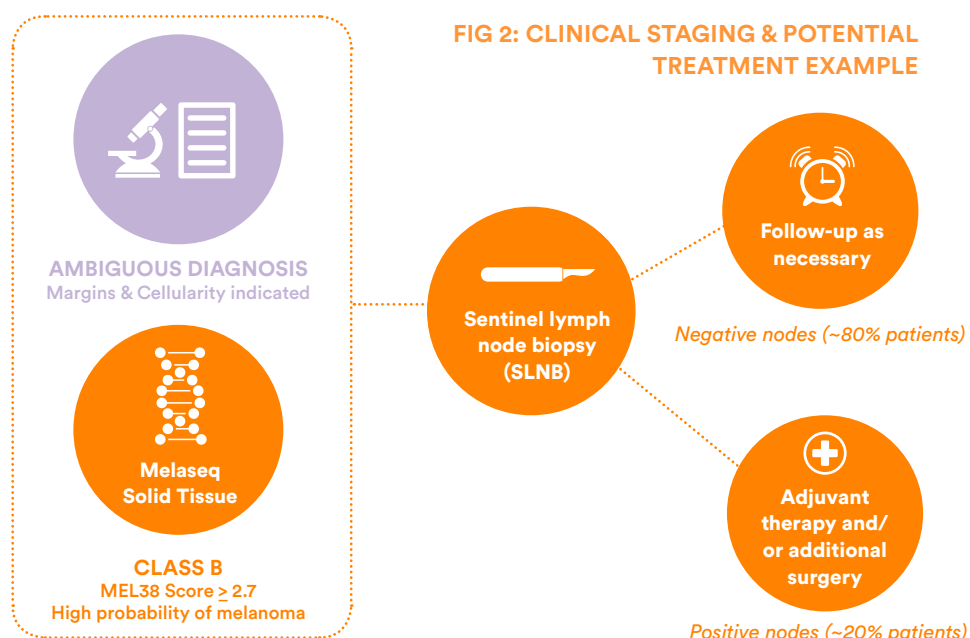 FIG 2: CLINICAL STAGING & POTENTIAL
TREATMENT EXAMPLE
AMBIGUOUS DIAGNOSIS
Margins & Cellularity indicated
Melaseq
Solid Tissue
CLASS B
MEL38 Score ≥ 2.7
High probability of melanoma
Sentinel lymph
node biopsy
(SLNB)
Follow-up as
necessary
Negative nodes (~80% patients)
Adjuvant
therapy and/
or additional
surgery
Positive nodes (~20% patients)